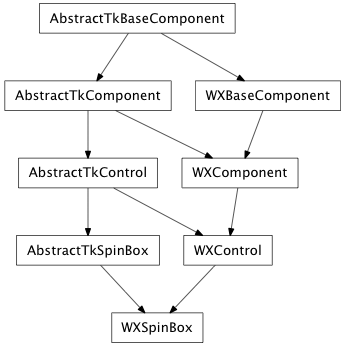 AbstractTkBaseComponent
AbstractTkComponent
WXBaseComponent
AbstractTkControl
WXComponent
AbstractTkSpinBox
WXControl
WXSpinBox